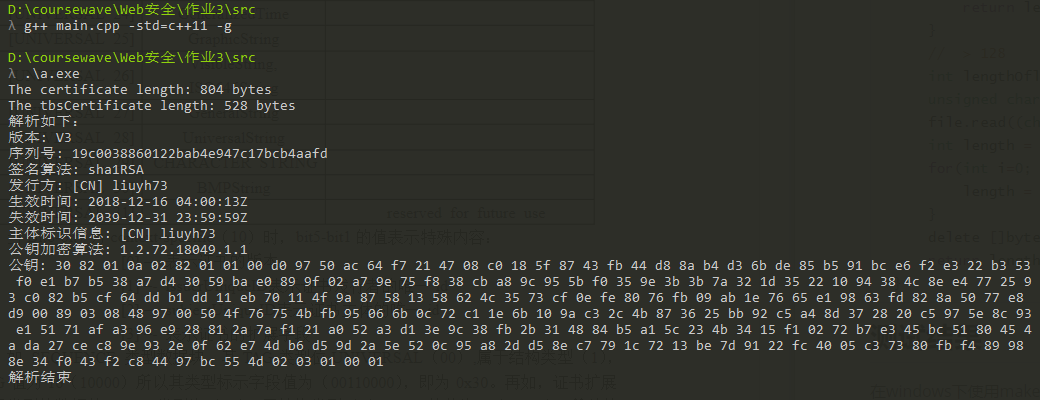 D:\coursewave\Web安全\作业3\src
λ g++ main.cpp -std=c++11 -g
D:\coursewave\Web安全\作业3\src
λ .\a.exe
The certificate length: 804 bytes
The tbsCertificate length: 528 bytes
解析如下:
版本: V3
序列号: 19c0038860122bab4e947c17bcb4aafd
签名算法: sha1RSA
发行方: [CN] liuyh73
生效时间: 2018-12-16 04:00:13Z
失效时间: 2039-12-31 23:59:59Z
主体标识信息: [CN] liuyh73
公钥加密算法: 1.2.72.18049.1.1
公钥: 30 82 01 0a 02 82 01 01 00 d0 97 50 ac 64 f7 21 47 08 c0 18 5f 87 43 fb 44 d8 8a b4 d3 6b de 85 b5 91 bc e6 f2 e3 22 b3 53
f0 e1 b7 b5 38 a7 d4 30 59 ba e0 89 9f 02 a7 9e 75 f8 38 cb a8 9c 95 5b f0 35 9e 3b 3b 7a 32 1d 35 22 10 94 38 4c 8e e4 77 25 9
3 c0 82 b5 cf 64 dd b1 dd 11 eb 70 11 4f 9a 87 58 13 58 62 4c 35 73 cf 0e fe 80 76 fb 09 ab 1e 76 65 e1 98 63 fd 82 8a 50 77 e8
d9 00 89 03 08 48 97 00 50 4f 76 75 4b fb 95 06 6b 0c 72 c1 1e 6b 10 9a c3 2c 4b 87 36 25 bb 92 c5 a4 8d 37 28 20 c5 97 5e 8c 93
e1 51 71 af a3 96 e9 28 81 2a 7a f1 21 a0 52 a3 d1 3e 9c 38 fb 2b 31 48 84 b5 a1 5c 23 4b 34 15 f1 02 72 b7 e3 45 bc 51 80 45 4
a da 27 ce c8 9e 93 2e 0f 62 e7 4d b6 d5 9d 2a 5e 52 0c 95 a8 2d d5 8e c7 79 1c 72 13 be 7d 91 22 fc 40 05 c3 73 80 fb f4 89 98
8e 34 f0 43 f2 c8 44 97 bc 55 4d 02 03 01 00 01
解析结束